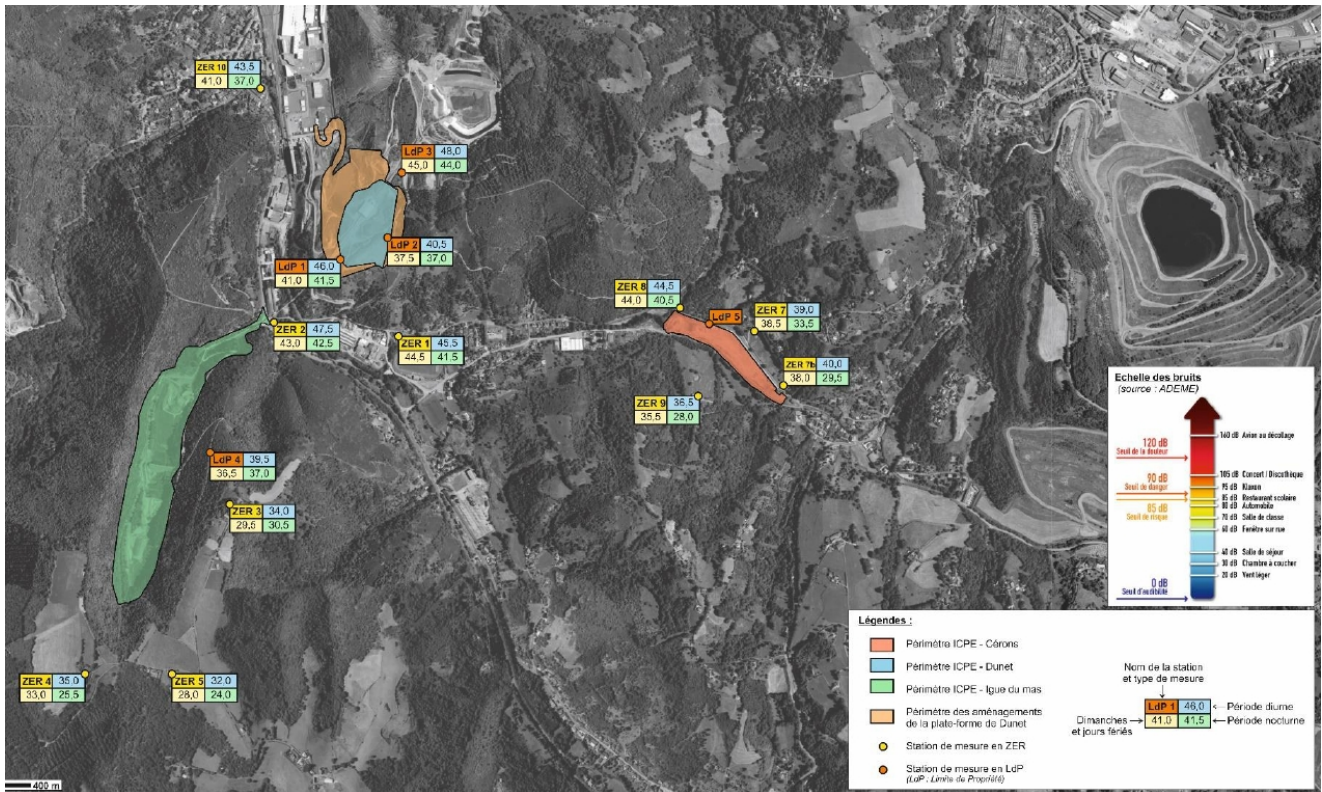 ZER 10 43,5
41,0 37,0
LdP 3 48,0
45,0 44,0
LdP 2 40,5
37,5 37,0
LdP 1 46,0
41,0 41,5
ZER 8 44,5
44,0 40,5
ZER 7 39,0
38,5 33,5
LdP 5
ZER 2 47,5
43,0 42,5
ZER 1 45,5
44,5 41,5
ZER 7b 40,0
38,0 29,5
ZER 9 36,5
35,5 28,0
LdP 4 39,5
36,5 37,0
ZER 3 34,0
29,5 30,5
ZER 4 35,0
33,0 25,5
ZER 5 32,0
28,0 24,0
400 m
Echelle des bruits
(source : ADEME)
120 dB
Seuil de la douleur
90 dB
Seuil de danger
85 dB
Seuil de risque
0 dB
Seuil d'audibilité
140 dB Avion au décollage
105 dB Concert / Discothèque
95 dB Klaxon
85 dB Restaurant scolaire
80 dB Automobile
70 dB Salle de classe
60 dB Fenêtre sur rue
40 dB Salle de séjour
30 dB Chambre à coucher
20 dB Vent léger
Légendes :
Périmètre ICPE - Cérons
Périmètre ICPE - Dunet
Périmètre ICPE - Igue du mas
Périmètre des aménagements
de la plate-forme de Dunet
Station de mesure en ZER
Station de mesure en LdP
(LdP : Limite de Propriété)
Nom de la station
et type de mesure
LdP 1 46,0 Période diurne
Dimanches
et jours fériés
41,0 41,5 Période nocturne